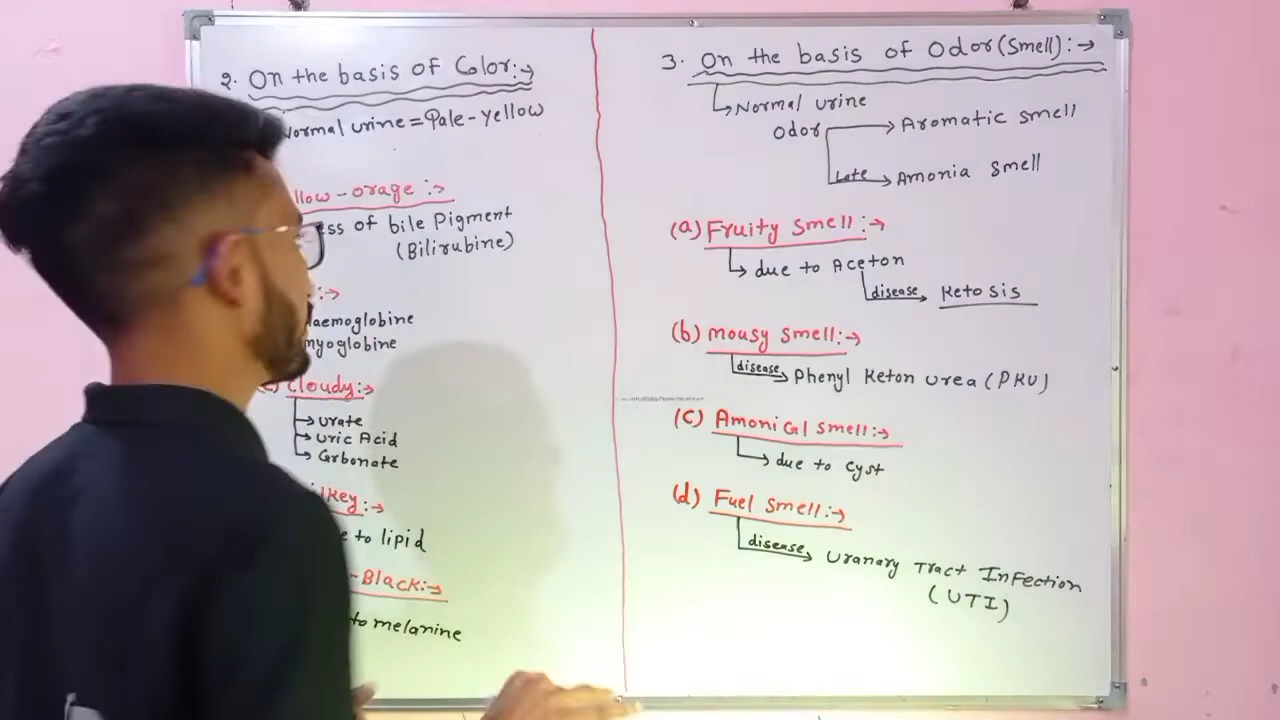 2. On the basis of Color:→
Normal urine = Pale-yellow
llow-orage :→
ess of bile Pigment
(Bilirubine)
:→
Haemoglobine
myoglobine
Cloudy:→
→ urate
→ uric Acid
→ Carbonate
lkey:→
e to lipid
-Black:→
to melanine
3. On the basis of Odor (Smell):→
→ Normal urine
Odor → Aromatic smell
Late → Amonia smell
(a) Fruity smell:→
→ due to Aceton
disease → Ketosis
(b) mousy smell:→
disease → Phenyl Keton urea (PKU)
(C) Amonical smell:→
→ due to Cyst
(d) Fuel smell:→
disease → Uranary Tract Infection
(UTI)